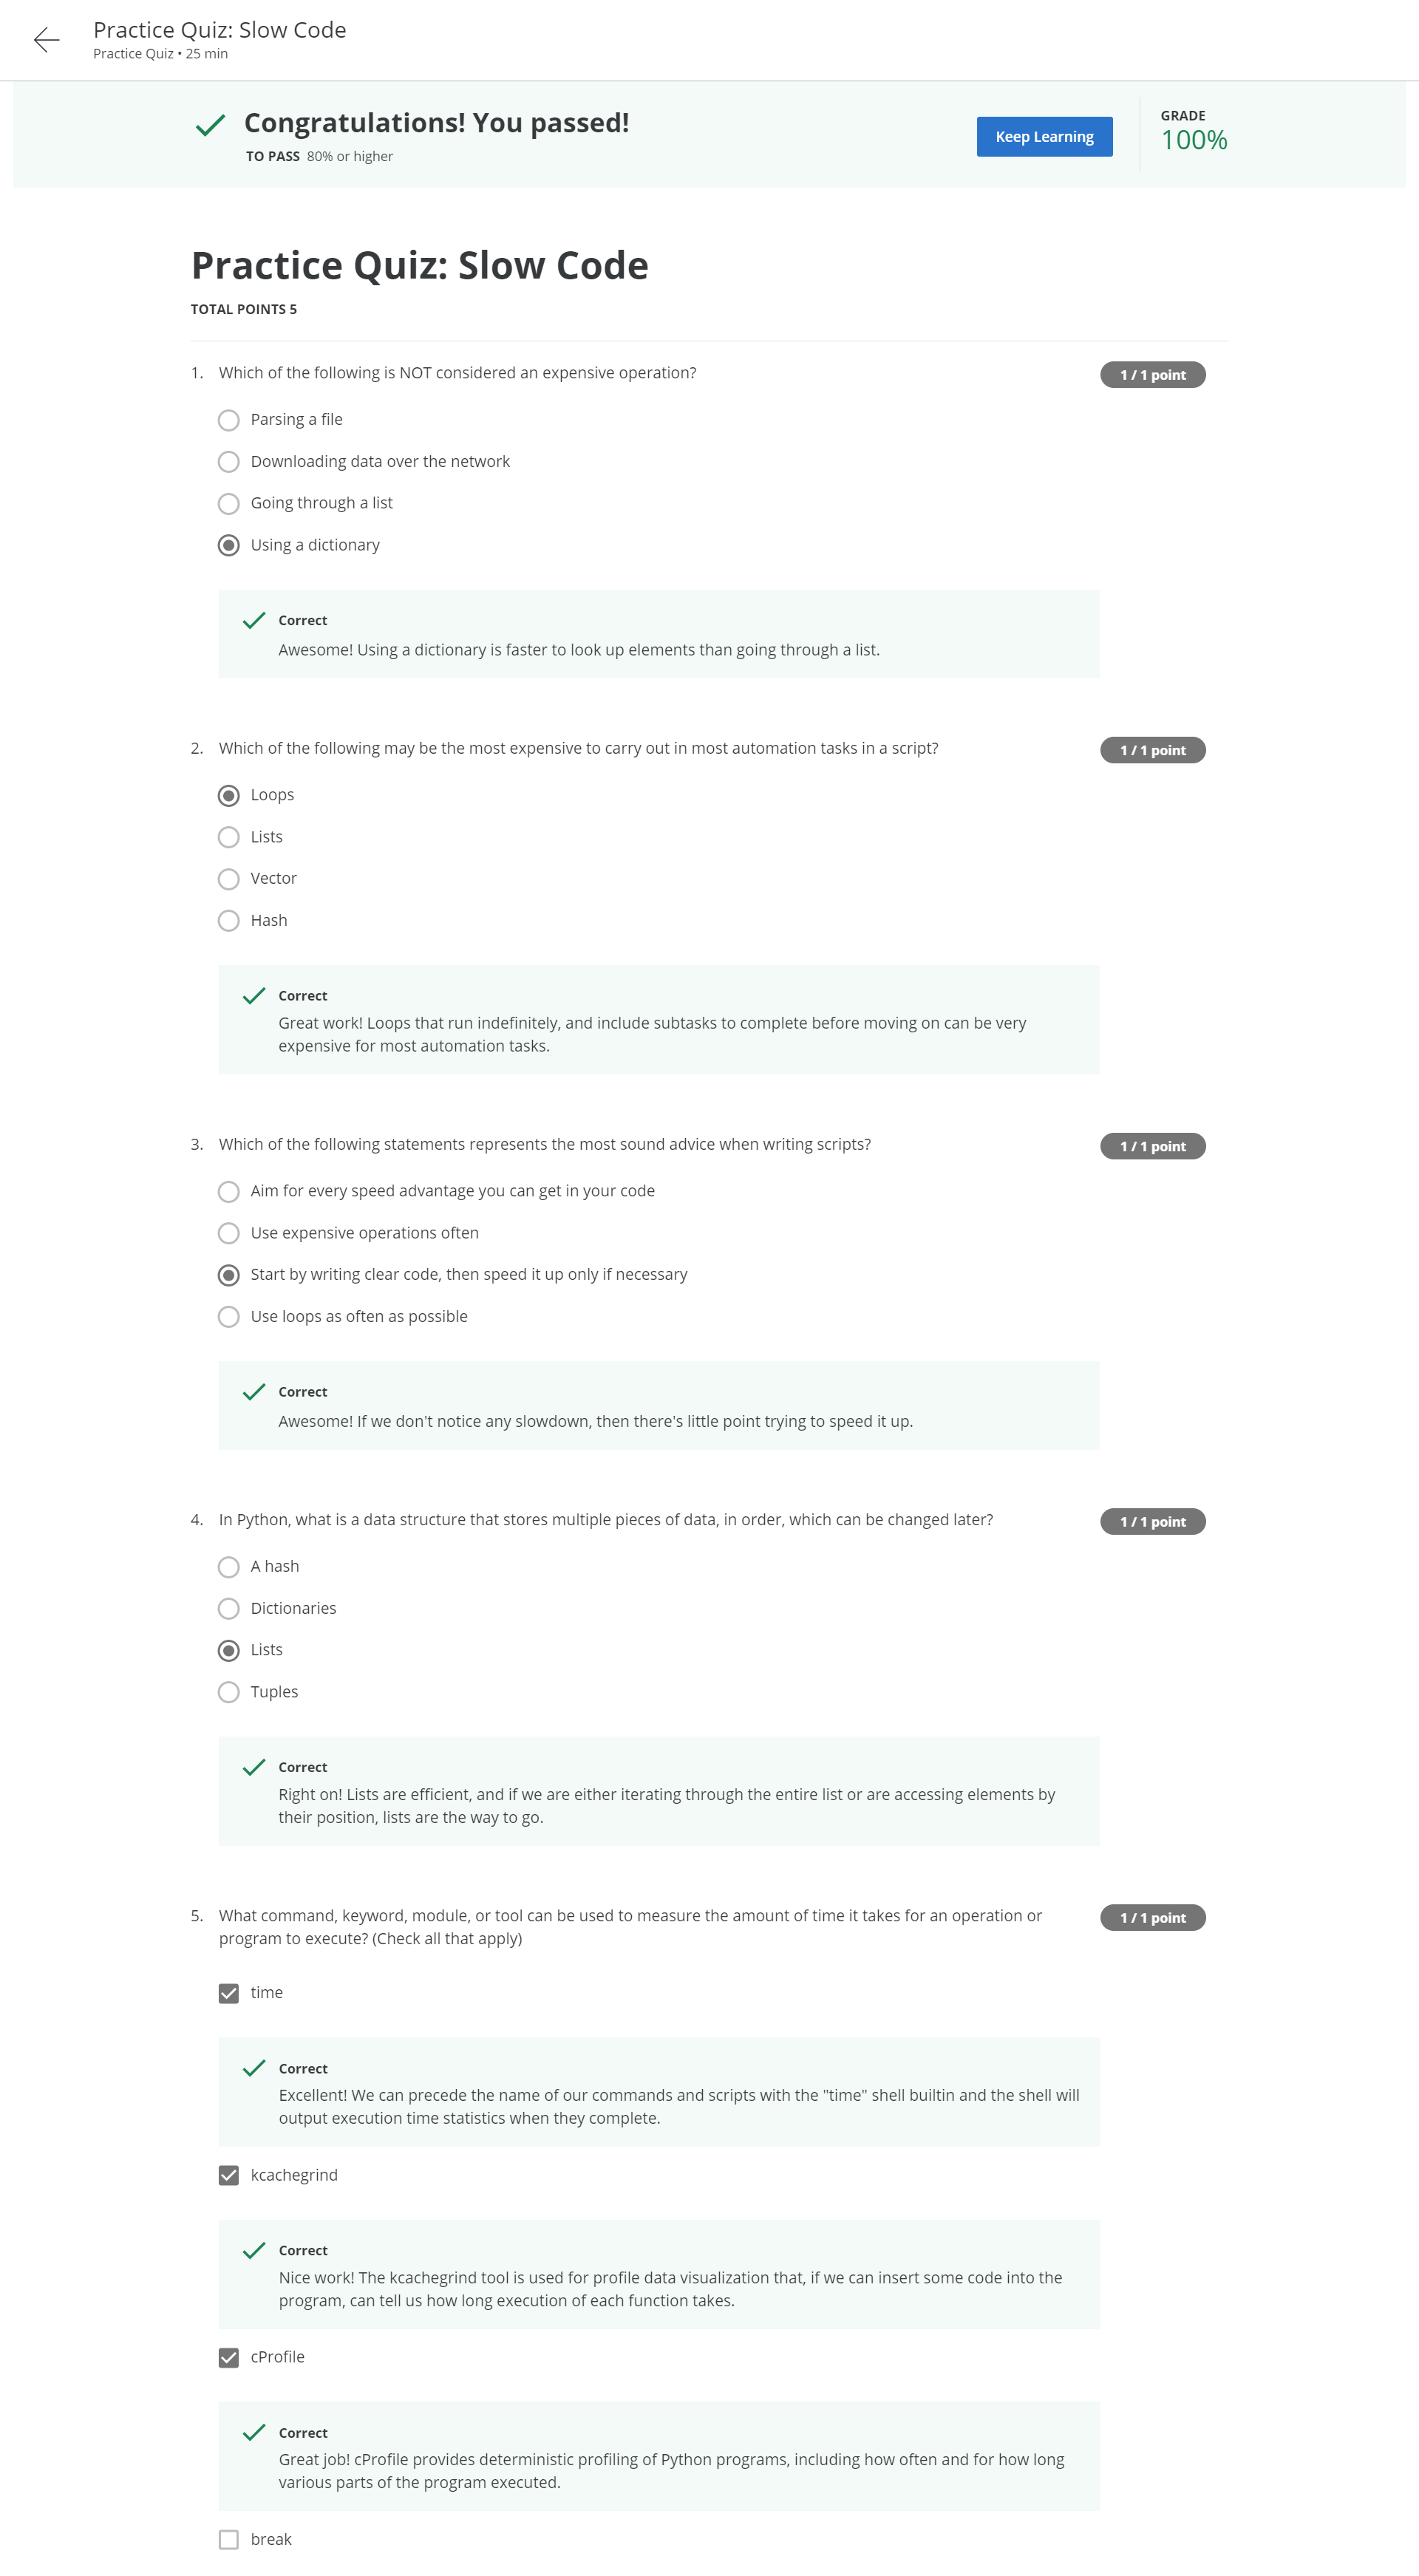 Practice Quiz: Slow Code
Practice Quiz • 25 min
Congratulations! You passed!
TO PASS 80% or higher
Keep Learning
GRADE
100%
Practice Quiz: Slow Code
TOTAL POINTS 5
1. Which of the following is NOT considered an expensive operation?
1 / 1 point
Parsing a file
Downloading data over the network
Going through a list
Using a dictionary
Correct
Awesome! Using a dictionary is faster to look up elements than going through a list.
2. Which of the following may be the most expensive to carry out in most automation tasks in a script?
1 / 1 point
Loops
Lists
Vector
Hash
Correct
Great work! Loops that run indefinitely, and include subtasks to complete before moving on can be very
expensive for most automation tasks.
3. Which of the following statements represents the most sound advice when writing scripts?
1 / 1 point
Aim for every speed advantage you can get in your code
Use expensive operations often
Start by writing clear code, then speed it up only if necessary
Use loops as often as possible
Correct
Awesome! If we don't notice any slowdown, then there's little point trying to speed it up.
4. In Python, what is a data structure that stores multiple pieces of data, in order, which can be changed later?
1 / 1 point
A hash
Dictionaries
Lists
Tuples
Correct
Right on! Lists are efficient, and if we are either iterating through the entire list or are accessing elements by
their position, lists are the way to go.
5. What command, keyword, module, or tool can be used to measure the amount of time it takes for an operation or
program to execute? (Check all that apply)
1 / 1 point
time
Correct
Excellent! We can precede the name of our commands and scripts with the "time" shell builtin and the shell will
output execution time statistics when they complete.
kcachegrind
Correct
Nice work! The kcachegrind tool is used for profile data visualization that, if we can insert some code into the
program, can tell us how long execution of each function takes.
cProfile
Correct
Great job! cProfile provides deterministic profiling of Python programs, including how often and for how long
various parts of the program executed.
break